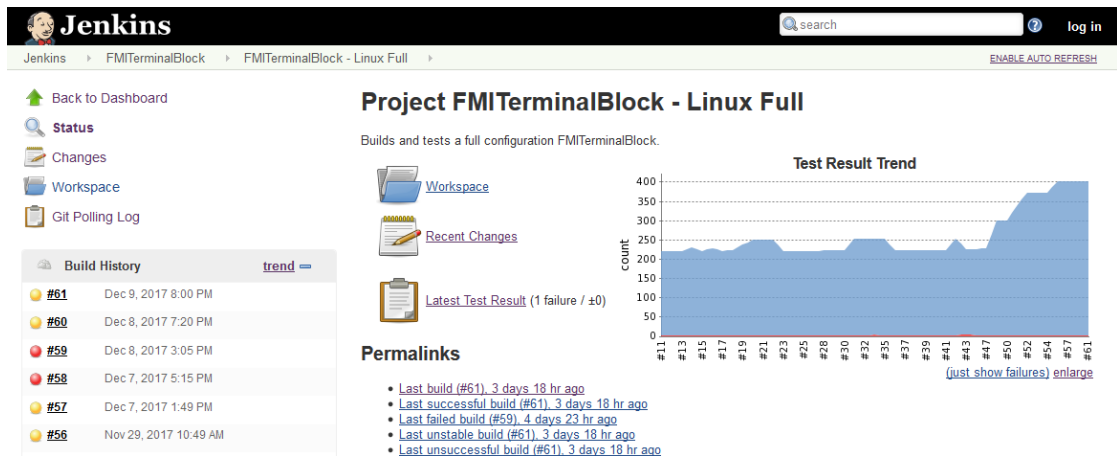 Jenkins
search
log in
Jenkins FMITerminalBlock FMITerminalBlock - Linux Full
ENABLE AUTO REFRESH
Back to Dashboard
Status
Changes
Workspace
Git Polling Log
Build History trend
#61 Dec 9, 2017 8:00 PM
#60 Dec 8, 2017 7:20 PM
#59 Dec 8, 2017 3:05 PM
#58 Dec 7, 2017 5:15 PM
#57 Dec 7, 2017 1:49 PM
#56 Nov 29, 2017 10:49 AM
Project FMITerminalBlock - Linux Full
Builds and tests a full configuration FMITerminalBlock.
Workspace
Recent Changes
Latest Test Result (1 failure / ±0)
Test Result Trend
count
400
350
300
250
200
150
100
50
0
#11 #13 #15 #17 #19 #21 #23 #25 #28 #30 #32 #35 #37 #39 #41 #43 #47 #50 #52 #54 #57 #61
(just show failures) enlarge
Permalinks
Last build (#61), 3 days 18 hr ago
Last successful build (#61), 3 days 18 hr ago
Last failed build (#59), 4 days 23 hr ago
Last unstable build (#61), 3 days 18 hr ago
Last unsuccessful build (#61), 3 days 18 hr ago